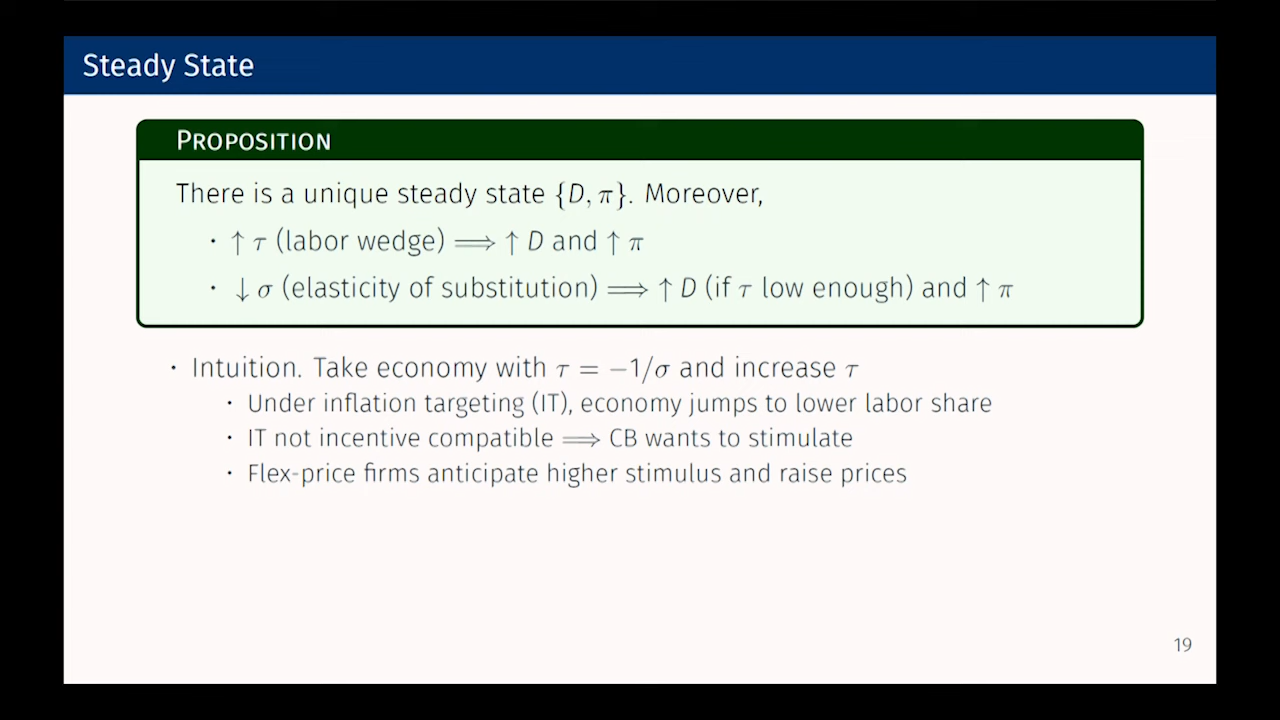 Steady State
PROPOSITION
There is a unique steady state {D, π}. Moreover,
· ↑ τ (labor wedge) ⟹ ↑ D and ↑ π
· ↓ σ (elasticity of substitution) ⟹ ↑ D (if τ low enough) and ↑ π
· Intuition. Take economy with τ = −1/σ and increase τ
· Under inflation targeting (IT), economy jumps to lower labor share
· IT not incentive compatible ⟹ CB wants to stimulate
· Flex-price firms anticipate higher stimulus and raise prices
19